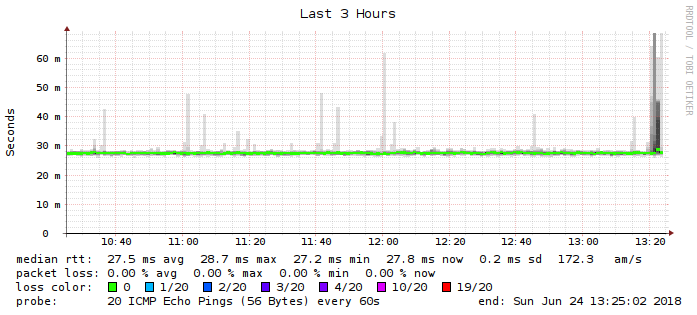 Last 3 Hours
RRDTOOL / TOBI OETIKER
Seconds
60 m
50 m
40 m
30 m
20 m
10 m
0
10:40 11:00 11:20 11:40 12:00 12:20 12:40 13:00 13:20
median rtt: 27.5 ms avg 28.7 ms max 27.2 ms min 27.8 ms now 0.2 ms sd 172.3 am/s
packet loss: 0.00 % avg 0.00 % max 0.00 % min 0.00 % now
loss color: 0 1/20 2/20 3/20 4/20 10/20 19/20
probe: 20 ICMP Echo Pings (56 Bytes) every 60s end: Sun Jun 24 13:25:02 2018